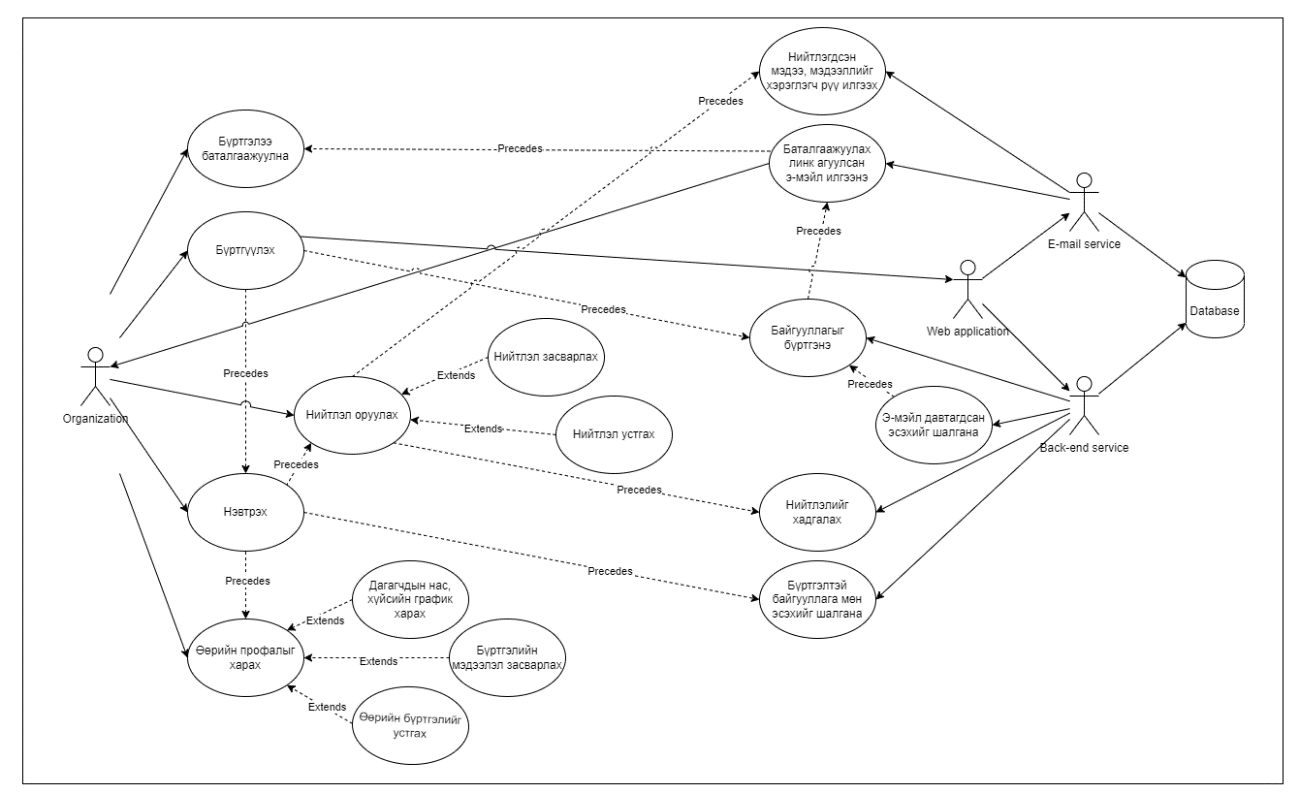 Нийтлэгдсэн
мэдээ, мэдээллийг
хэрэглэгч рүү илгээх
Precedes
Бүртгэлээ
баталгаажуулна
Precedes
Баталгаажуулах
линк агуулсан
э-мэйл илгээнэ
E-mail service
Бүртгүүлэх
Precedes
Web application
Database
Precedes
Байгууллагыг
бүртгэнэ
Organization
Precedes
Нийтлэл засварлах
Extends
Precedes
Нийтлэл оруулах
Extends
Нийтлэл устгах
Э-мэйл давтагдсан
эсэхийг шалгана
Back-end service
Precedes
Precedes
Нэвтрэх
Нийтлэлийг
хадгалах
Precedes
Precedes
Дагагчдын нас,
хүйсийн график
харах
Бүртгэлтэй
байгууллага мөн
эсэхийг шалгана
Extends
Өөрийн профалыг
харах
Extends
Бүртгэлийн
мэдээлэл засварлах
Extends
Өөрийн бүртгэлийг
устгах